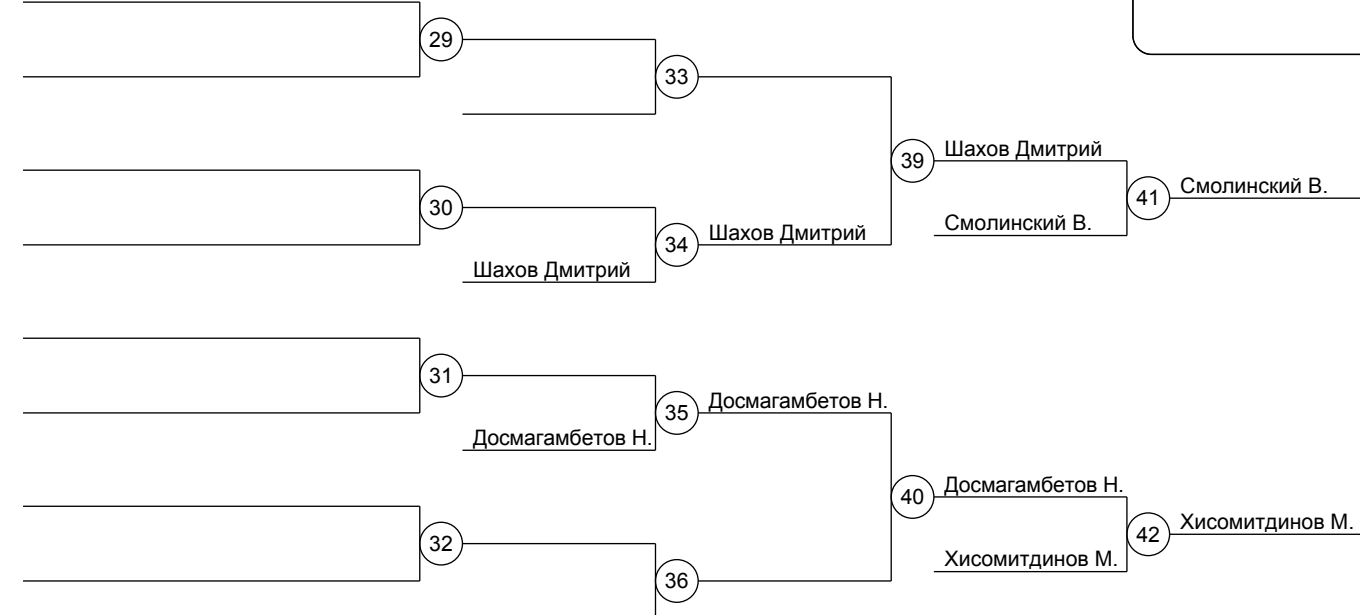 29
33
39
Шахов Дмитрий
41
Смолинский В.
30
Смолинский В.
34
Шахов Дмитрий
Шахов Дмитрий
31
35
Досмагамбетов Н.
Досмагамбетов Н.
40
Досмагамбетов Н.
42
Хисомитдинов М.
32
Хисомитдинов М.
36